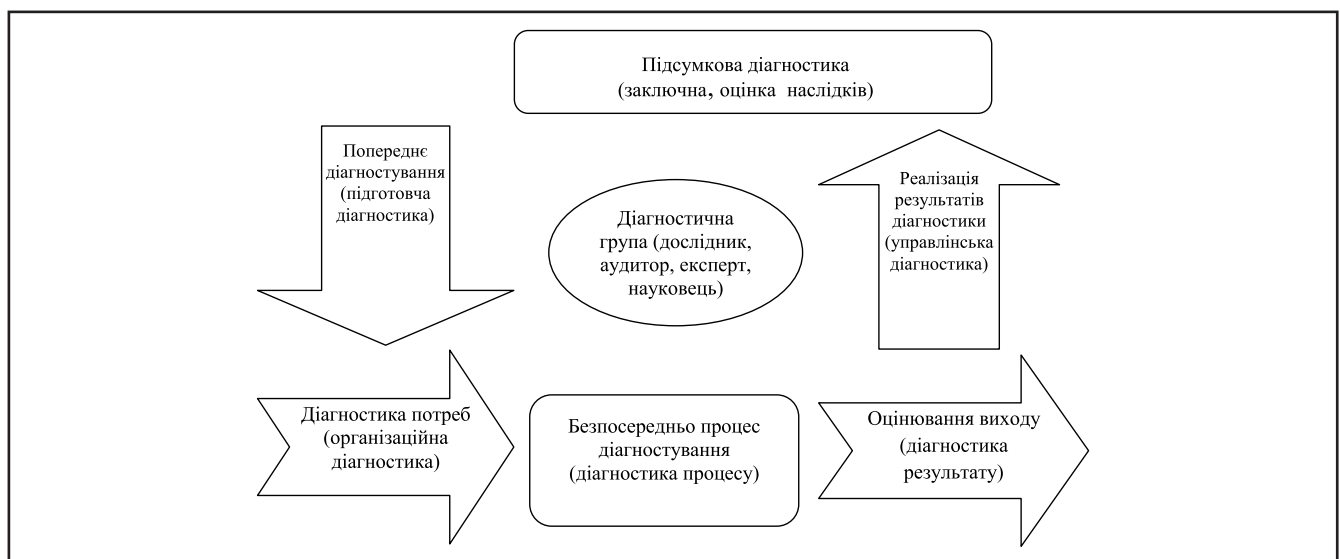 Підсумкова діагностика
(заключна, оцінка наслідків)
Попереднє
діагностування
(підготовча
діагностика)
Діагностична
група (дослідник,
аудитор, експерт,
науковець)
Реалізація
результатів
діагностики
(управлінська
діагностика)
Діагностика потреб
(організаційна
діагностика)
Безпосередньо процес
діагностування
(діагностика процесу)
Оцінювання виходу
(діагностика
результату)